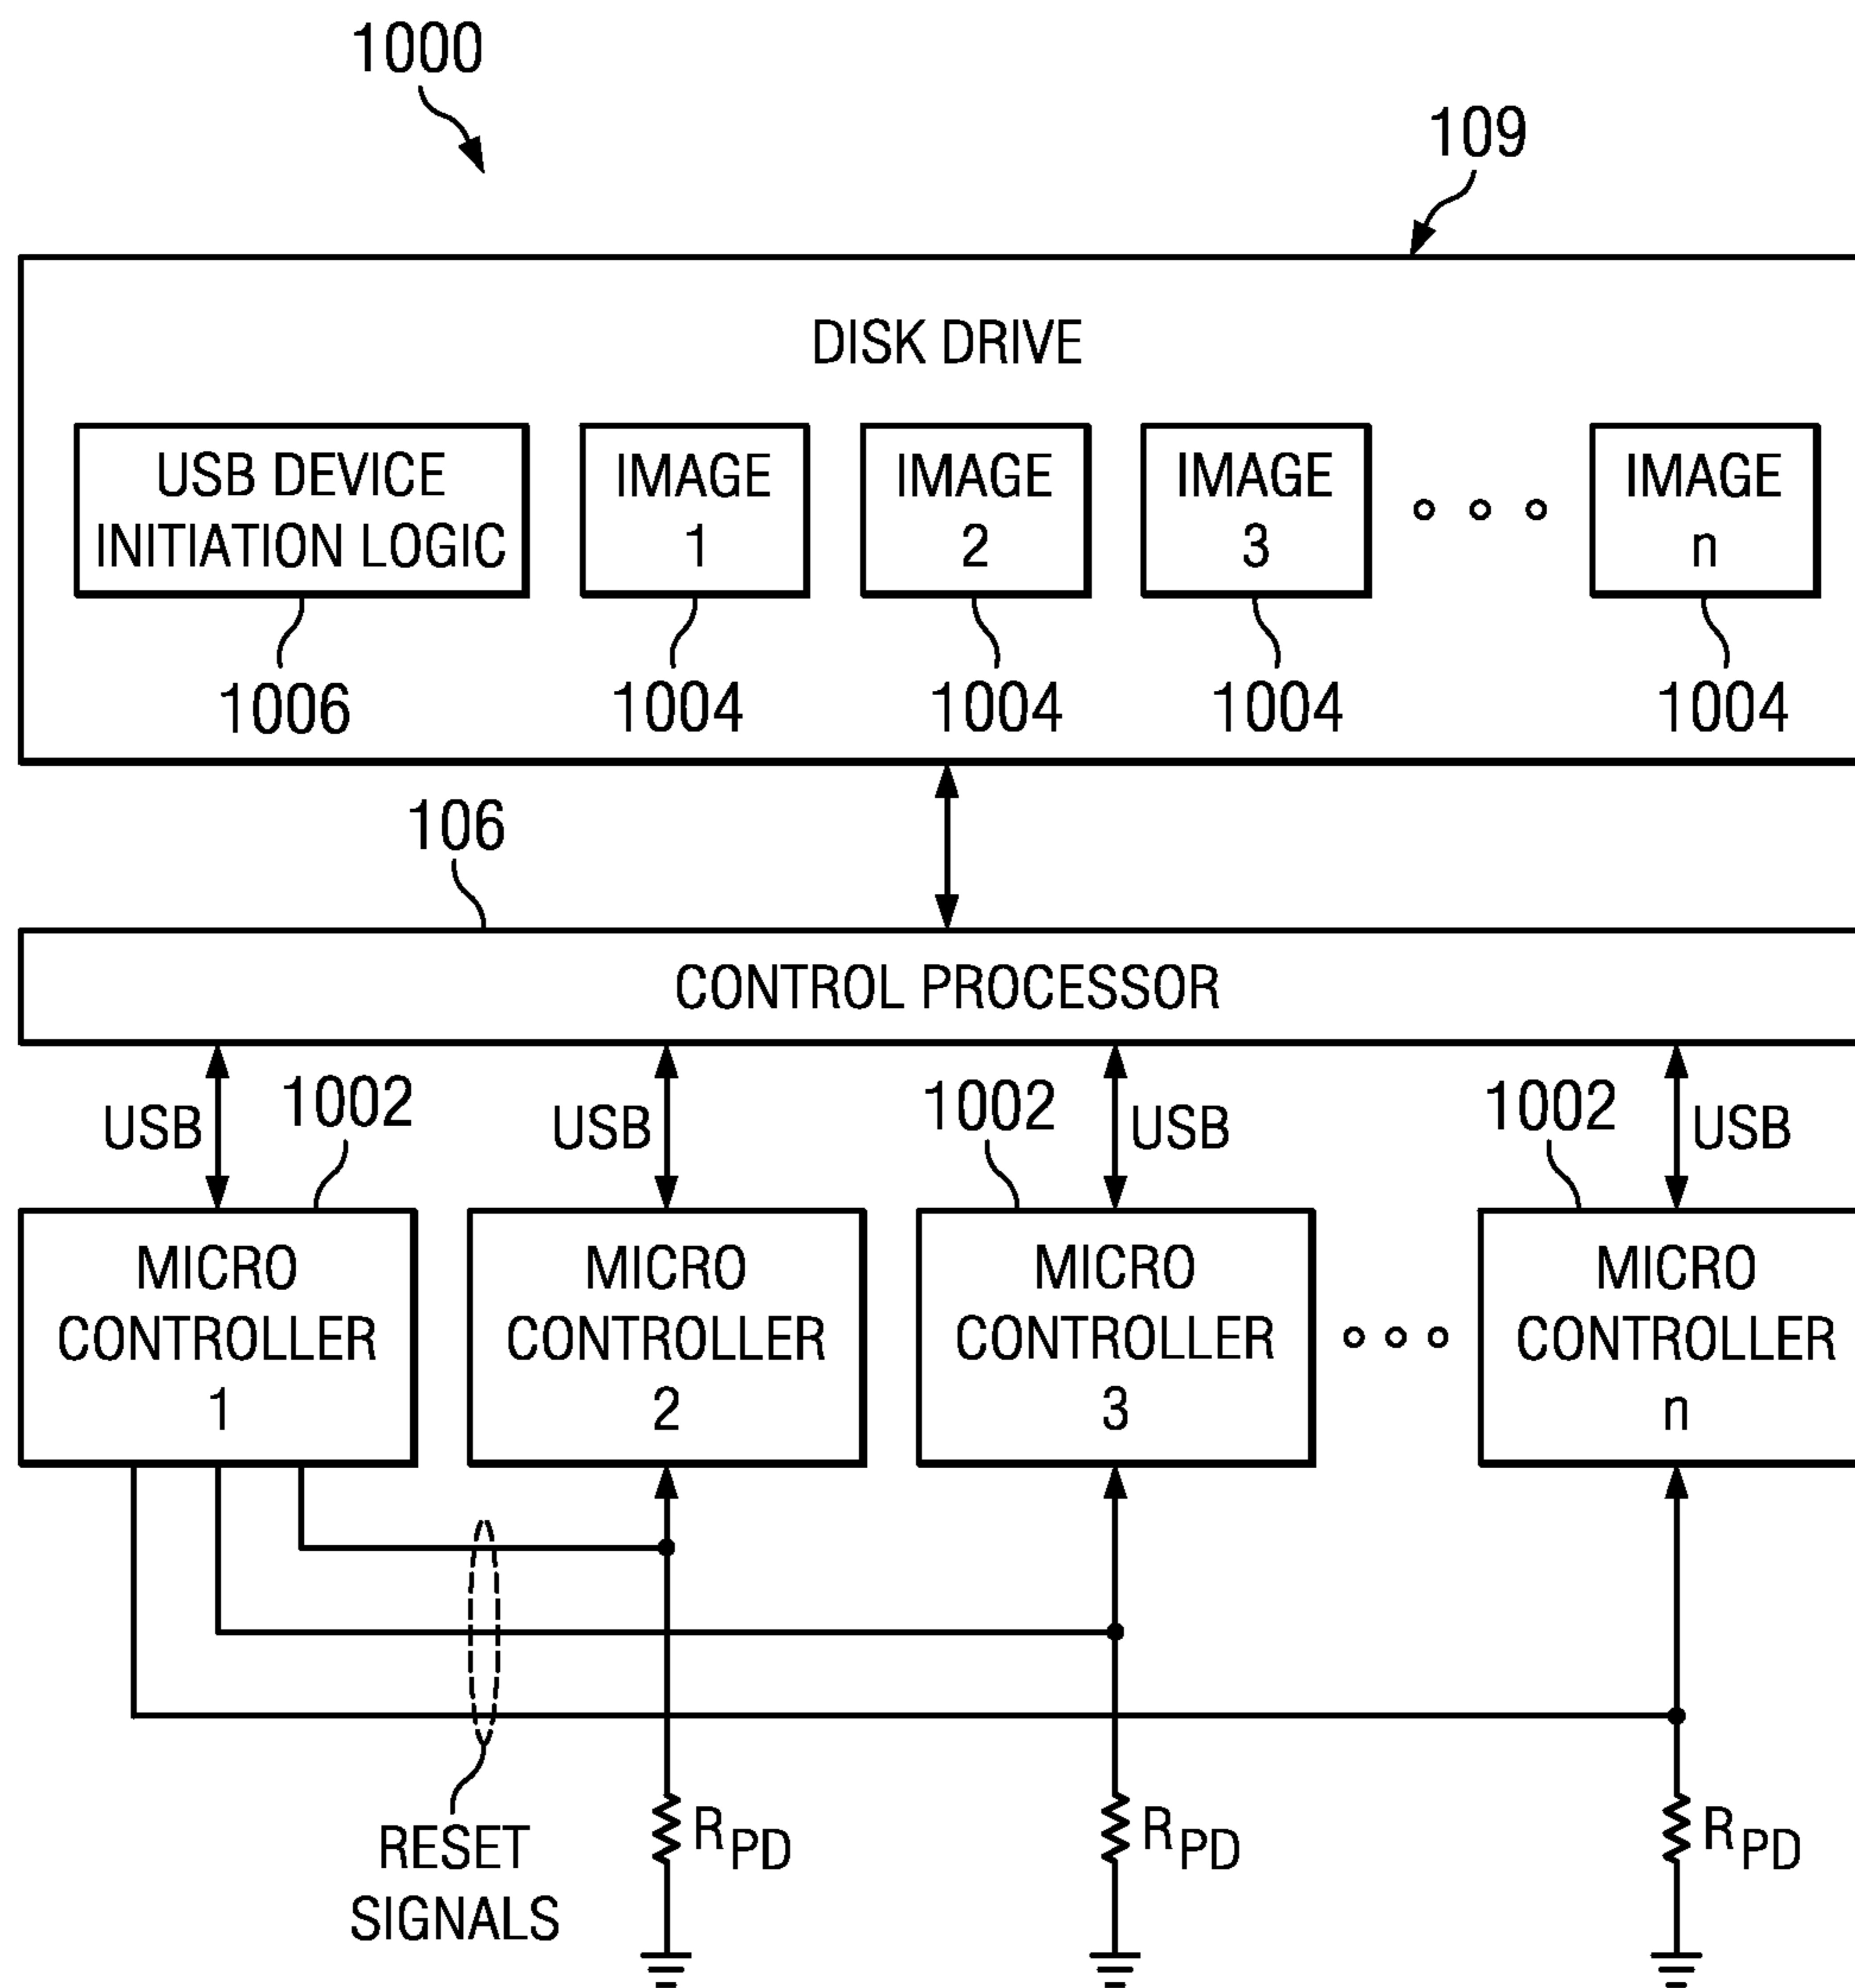 1000
109
DISK DRIVE
USB DEVICE
INITIATION LOGIC
IMAGE
1
IMAGE
2
IMAGE
3
IMAGE
n
1006
1004
1004
1004
1004
106
CONTROL PROCESSOR
USB
1002
USB
1002
USB
1002
USB
MICRO
CONTROLLER
1
MICRO
CONTROLLER
2
MICRO
CONTROLLER
3
MICRO
CONTROLLER
n
RESET
SIGNALS
RPD
RPD
RPD